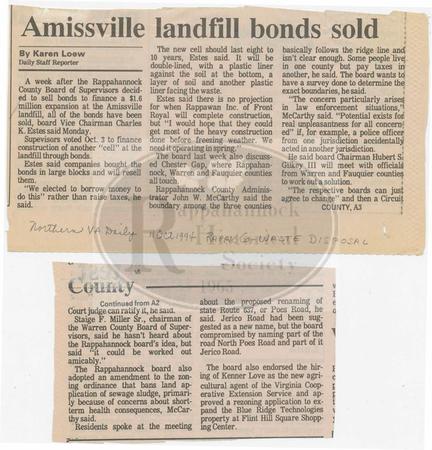 Amissville landfill bonds sold
By Karen Loew
Daily Staff Reporter
A week after the Rappahannock
County Board of Supervisors decid-
ed to sell bonds to finance a $1.6
million expansion at the Amissville
landfill, all of the bonds have been
sold, board Vice Chairman Charles
K. Estes said Monday.
Supervisors voted Oct. 3 to finance
construction of another "cell" at the
landfill through bonds.
Estes said companies bought the
bonds in large blocks and will resell
them.
"We elected to borrow money to
do this" rather than raise taxes, he
said.
The new cell should last eight to
10 years, Estes said. It will be
double-lined, with a plastic liner
against the soil at the bottom, a
layer of soil and another plastic
liner facing the waste.
Estes said there is no projection
for when Rappawan Inc. of Front
Royal will complete construction,
but "I would hope that they could
get most of the heavy construction
done before freezing weather. We
need it operating in spring."
The board last week also discuss-
ed Chester Gap, where Rappahan-
nock, Warren and Fauquier counties
all touch.
Rappahannock County Adminis-
trator John W. McCarthy said the
boundary among the three counties
basically follows the ridge line and
isn't clear enough. Some people live
in one county but pay taxes in
another, he said. The board wants to
have a survey done to determine the
exact boundaries, he said.
"The concern particularly arises
in law enforcement situations,"
McCarthy said. "Potential exists for
real unpleasantness for all concern-
ed" if, for example, a police officer
from one jurisdiction accidentally
acted in another jurisdiction.
He said board Chairman Hubert S.
Gilkey III will meet with officials
from Warren and Fauquier counties
to work out a solution.
"The respective boards can just
agree to change" and then a Circuit
COUNTY, A3
Northern VA Daily
1994
WASTE DISPOSAL
Rappahannock
Historical
Society
1965
County
Continued from A2
Court judge can ratify it, he said.
Staige F. Miller Sr., chairman of
the Warren County Board of Super-
visors, said he hasn't heard about
the Rappahannock board's idea, but
said "it could be worked out
amicably."
The Rappahannock board also
adopted an amendment to the zon-
ing ordinance that bans land ap-
plication of sewage sludge, primarily
because of concerns about short-
term health consequences, McCar-
thy said.
Residents spoke at the meeting
about the proposed renaming of
state Route 637, or Poes Road, he
said. Jerico Road had been sug-
gested as a new name, but the board
compromised by naming part of the
road North Poes Road and part of it
Jerico Road.
The board also endorsed the hir-
ing of Kenner Love as the new agri-
cultural agent of the Virginia Coop-
erative Extension Service and ap-
proved a rezoning application to ex-
pand the Blue Ridge Technologies
property at Flint Hill Square Shop-
ping Center.